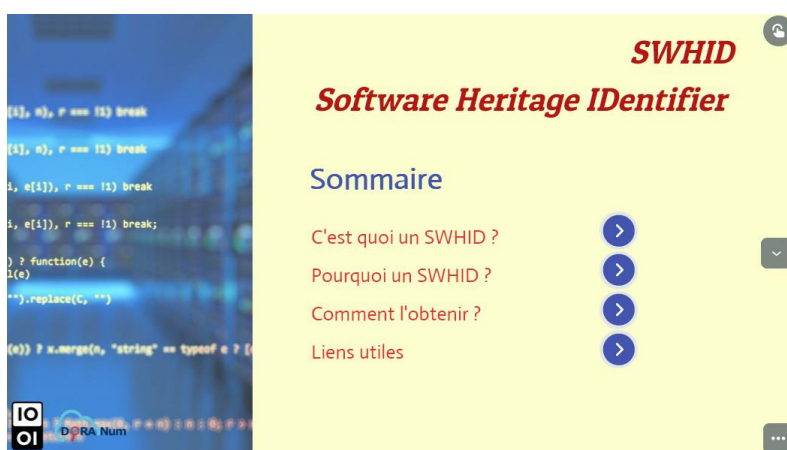 SWHID
Software Heritage IDentifier
Sommaire
C'est quoi un SWHID ?
Pourquoi un SWHID ?
Comment l'obtenir ?
Liens utiles
[i], n), r === !1) break
[i], n), r === !1) break
i, e[i]), r === !1) break
i, e[i]), r === !1) break;
) ? function(e) {
l(e)
"").replace(C, "")
(e)) ? x.merge(n, "string" == typeof e ? [e
IO
OI
DORA Num